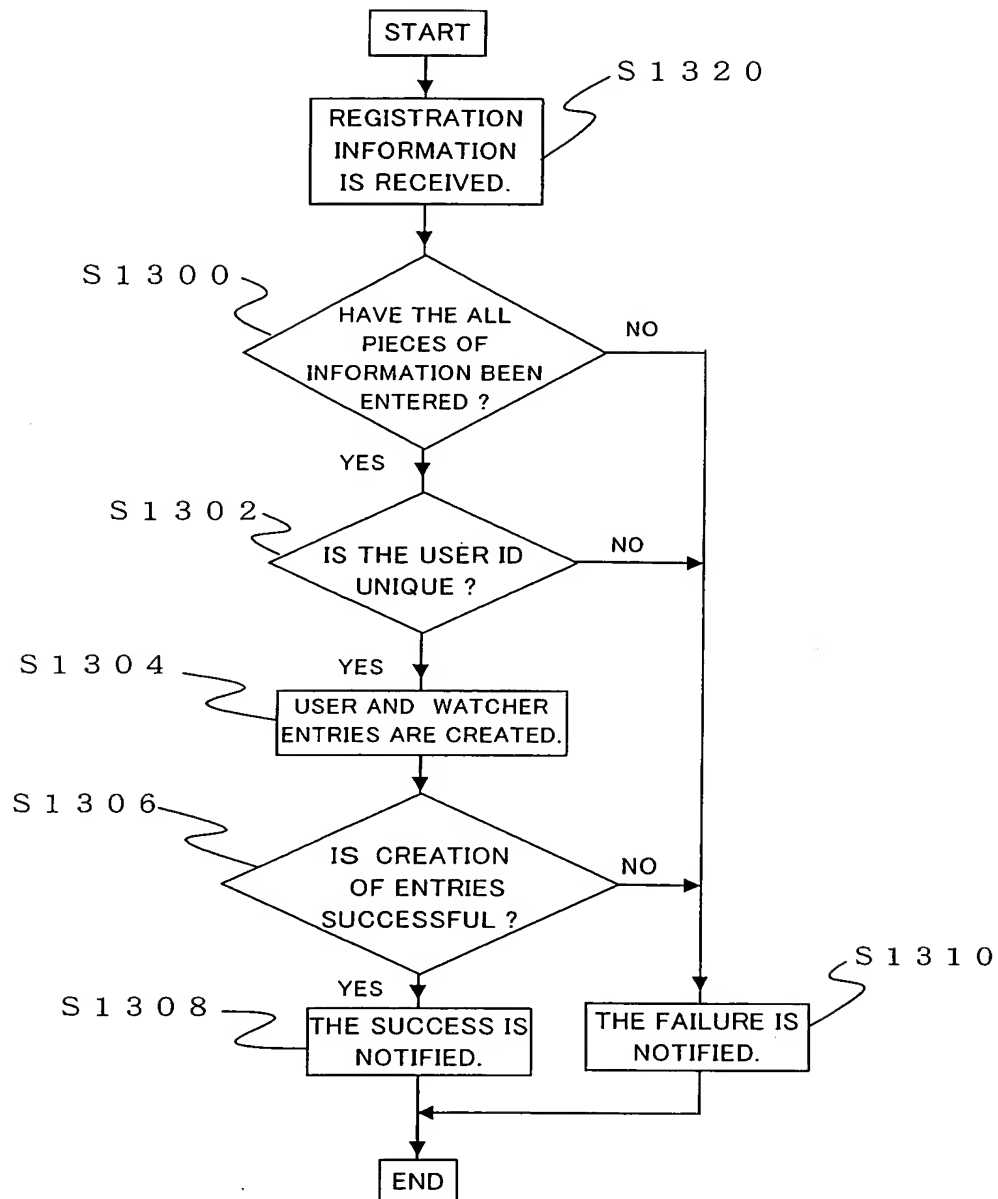 START
S1320
REGISTRATION
INFORMATION
IS RECEIVED.
S1300
HAVE THE ALL
PIECES OF
INFORMATION BEEN
ENTERED ?
NO
YES
S1302
IS THE USER ID
UNIQUE ?
NO
YES
S1304
USER AND WATCHER
ENTRIES ARE CREATED.
S1306
IS CREATION
OF ENTRIES
SUCCESSFUL ?
NO
YES
S1308
THE SUCCESS IS
NOTIFIED.
S1310
THE FAILURE IS
NOTIFIED.
END